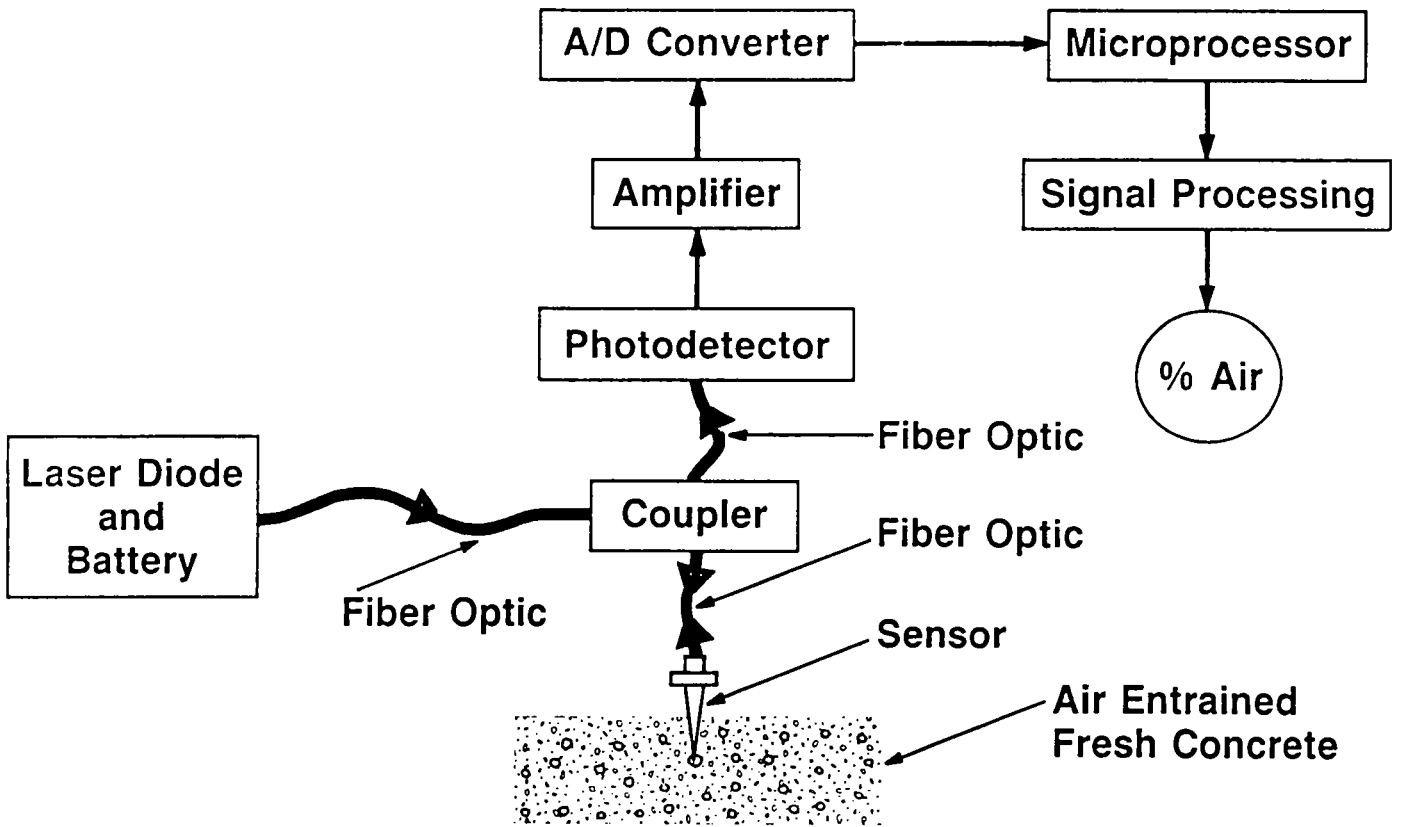 A/D Converter
Microprocessor
Amplifier
Signal Processing
Photodetector
% Air
Fiber Optic
Laser Diode
and
Battery
Coupler
Fiber Optic
Fiber Optic
Sensor
Air Entrained
Fresh Concrete